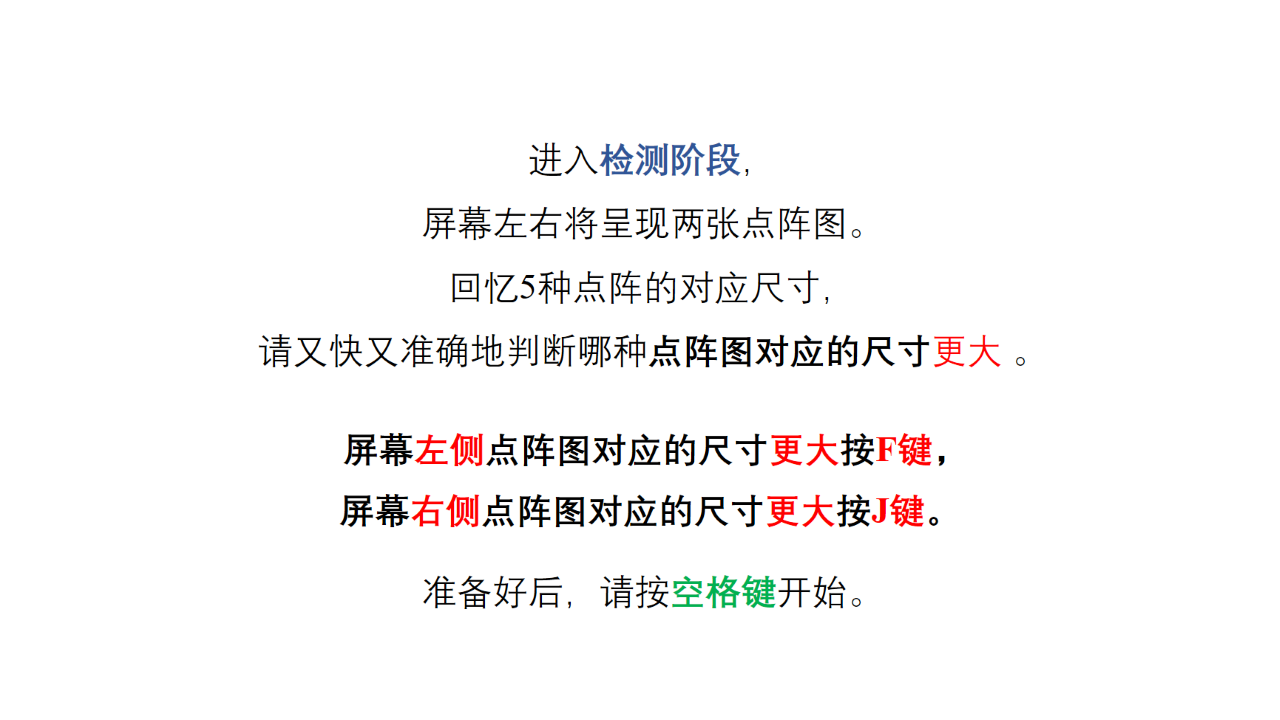 进入检测阶段,
屏幕左右将呈现两张点阵图。
回忆5种点阵的对应尺寸,
请又快又准确地判断哪种点阵图对应的尺寸更大 。
屏幕左侧点阵图对应的尺寸更大按F键，
屏幕右侧点阵图对应的尺寸更大按J键。
准备好后，请按空格键开始。